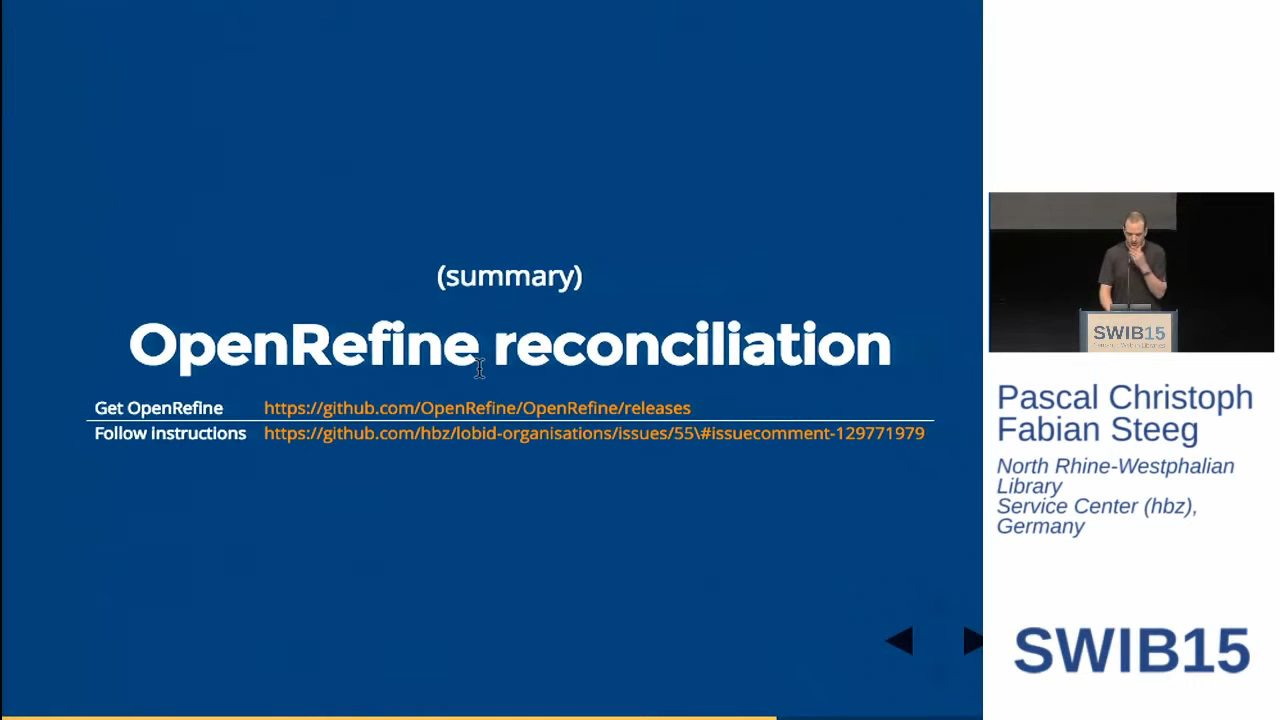 (summary)
OpenRefine reconciliation
Get OpenRefine https://github.com/OpenRefine/OpenRefine/releases
Follow instructions https://github.com/hbz/lobid-organisations/issues/55\#issuecomment-129771979
SWIB15
Pascal Christoph
Fabian Steeg
North Rhine-Westphalian
Library
Service Center (hbz),
Germany
SWIB15